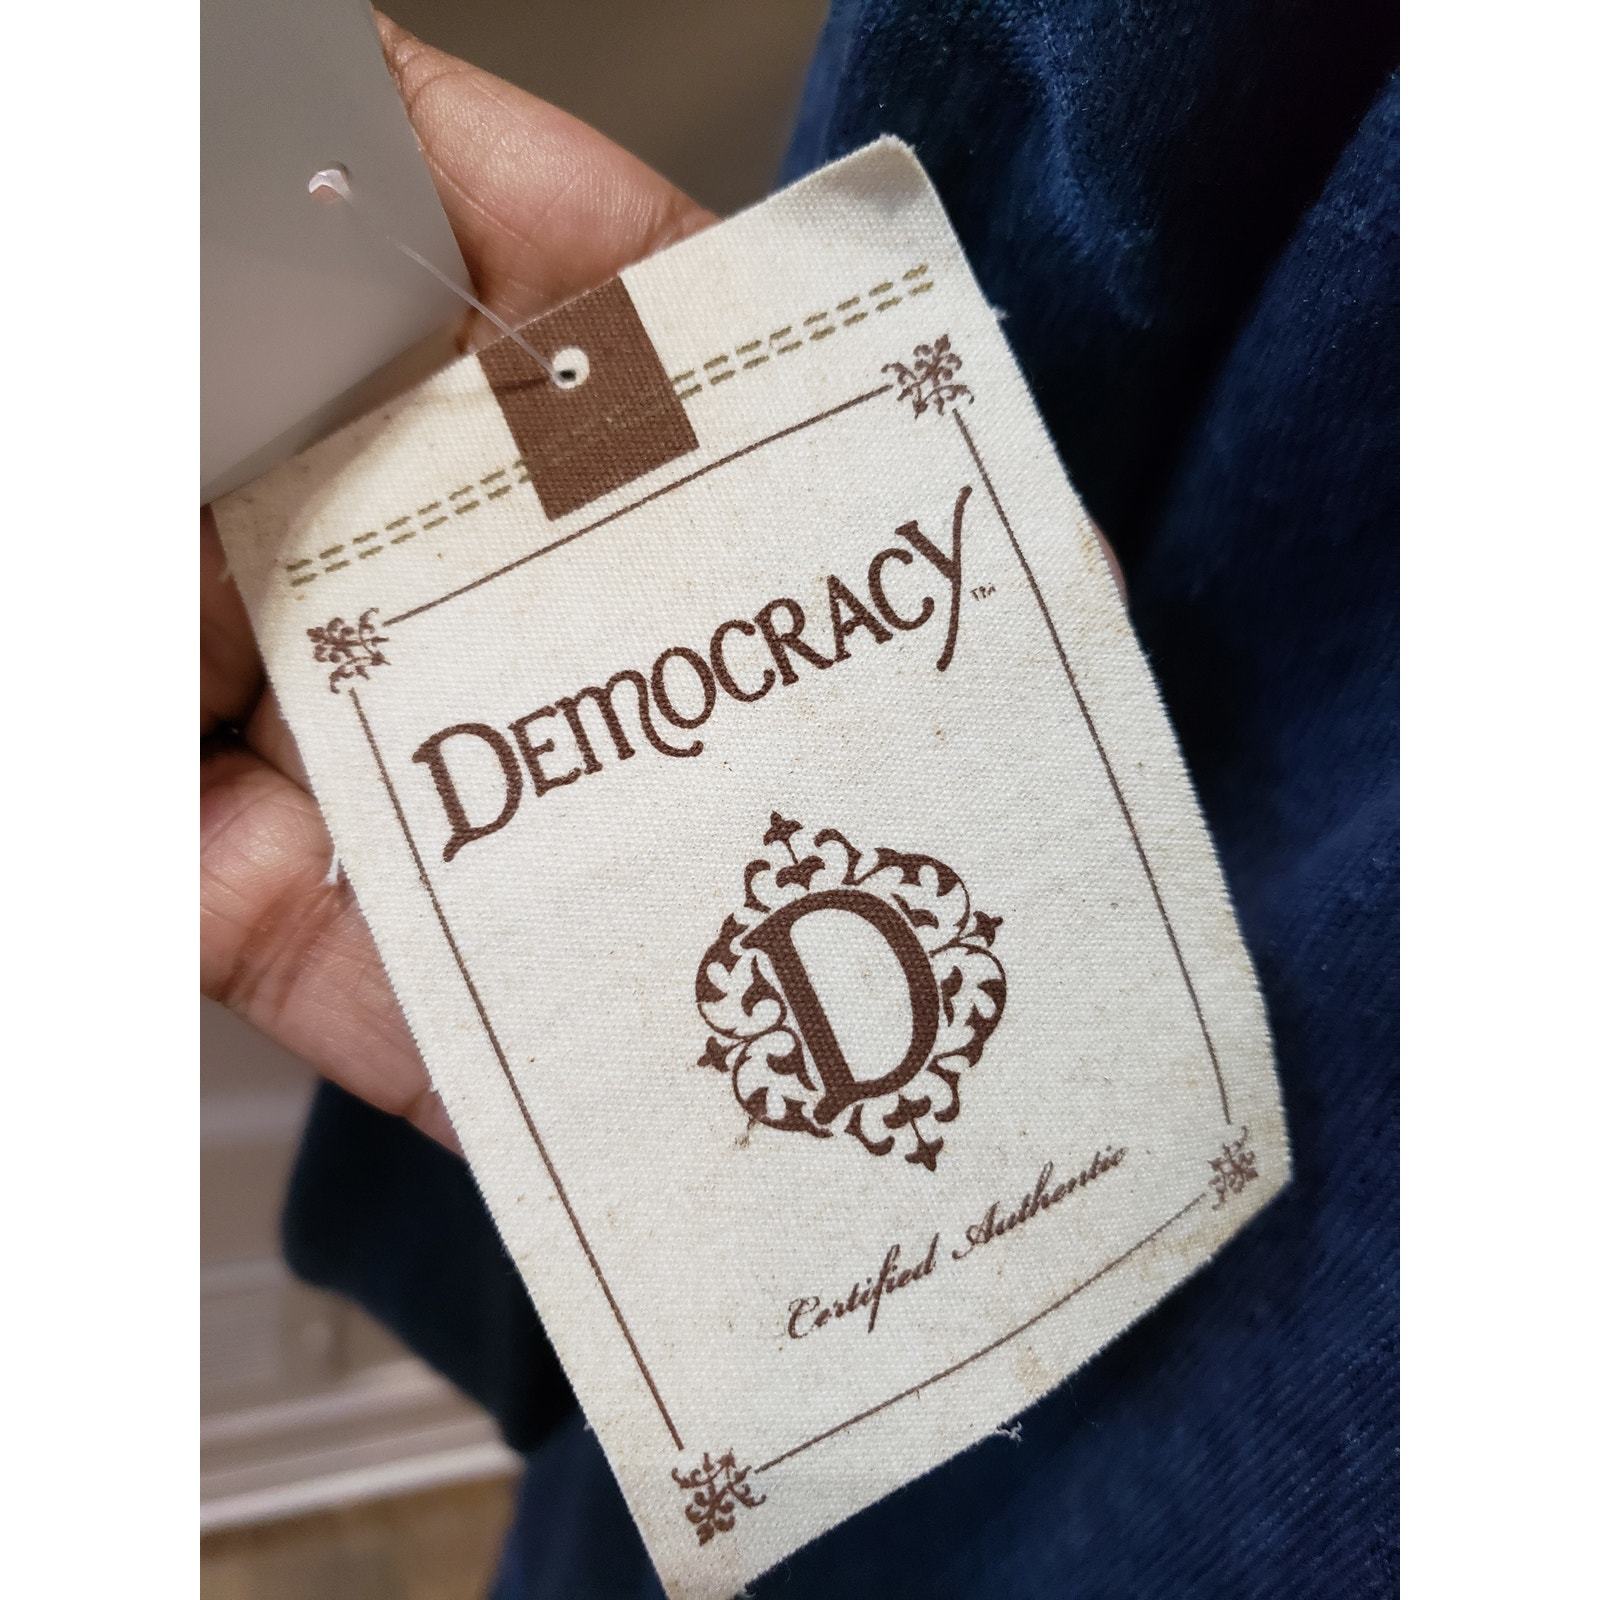 DEMOCRACY™
D
Certified Authentic